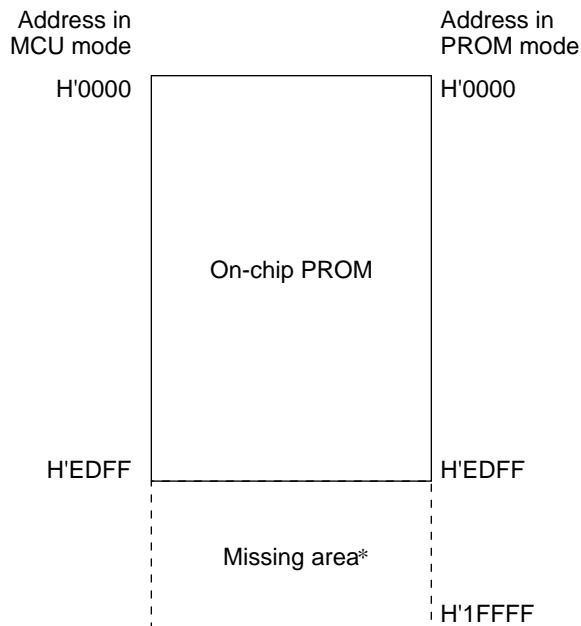 Address in
MCU mode
Address in
PROM mode
H'0000
H'0000
On-chip PROM
H'EDFF
H'EDFF
Missing area*
H'1FFFF